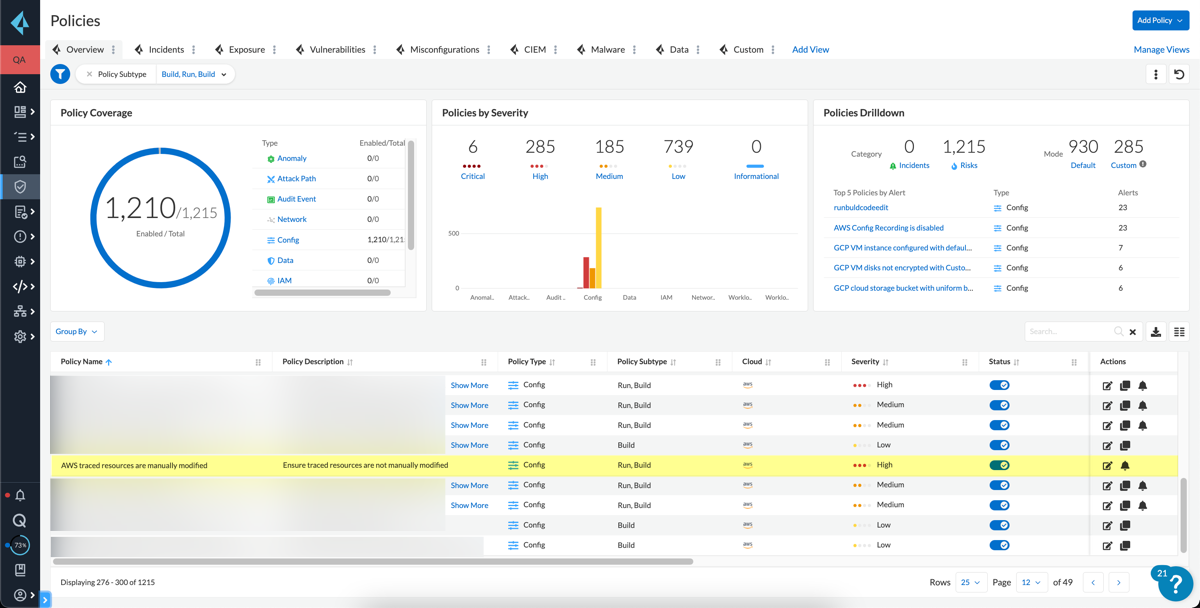 Policies
Add Policy
QA
Overview Incidents Exposure Vulnerabilities Misconfigurations CIEM Malware Data Custom Add View Manage Views
Policy Subtype Build, Run, Build
Policy Coverage
1,210/1,215
Enabled / Total
Type Enabled/Total
Anomaly 0/0
Attack Path 0/0
Audit Event 0/0
Network 0/0
Config 1,210/1,21
Data 0/0
IAM 0/0
Policies by Severity
6 285 185 739 0
Critical High Medium Low Informational
500
0
Anomal.. Attack.. Audit .. Config Data IAM Networ.. Worklo.. Worklo..
Policies Drilldown
Category 0 1,215 Mode 930 285
Incidents Risks Default Custom
Top 5 Policies by Alert Type Alerts
runbuldcodeedit Config 23
AWS Config Recording is disabled Config 23
GCP VM instance configured with defaul... Config 7
GCP VM disks not encrypted with Custo... Config 6
GCP cloud storage bucket with uniform b... Config 6
Group By
Search...
Policy Name Policy Description Policy Type Policy Subtype Cloud Severity Status Actions
Show More Config Run, Build aws High
Show More Config Run, Build aws Medium
Show More Config Run, Build aws Medium
Show More Config Build aws Low
AWS traced resources are manually modified Ensure traced resources are not manually modified Config Run, Build aws High
Show More Config Run, Build aws Medium
Show More Config Run, Build aws Medium
Config Build aws Low
Config Build aws Low
73%
Displaying 276 - 300 of 1215
Rows 25 Page 12 of 49
21
?